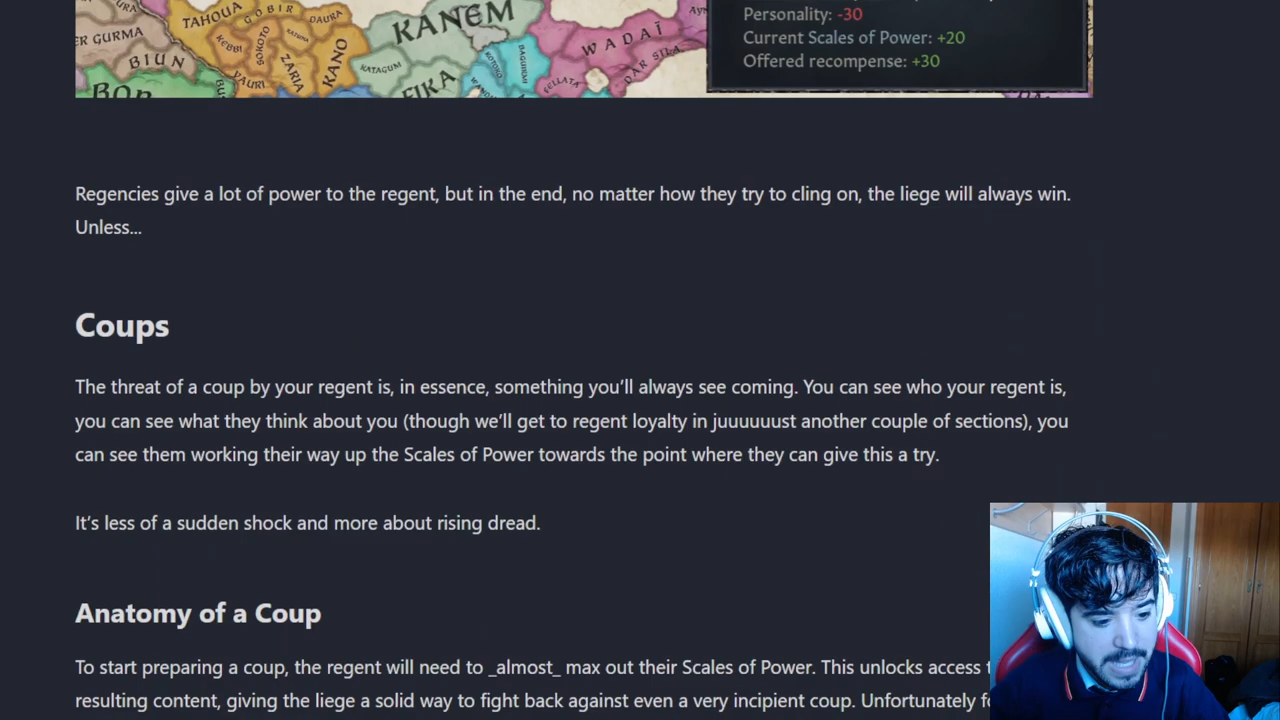 TAHOUA
GOBIR
DAURA
KANEM
WADAI
ER GURMA
KEBBI
SOKOTO
ZARIA
KANO
KATAGUM
BAGUIRMI
DAR SILA
BIUN
YAURI
FIKA
FELLATA
BOR
Personality: -30
Current Scales of Power: +20
Offered recompense: +30
Regencies give a lot of power to the regent, but in the end, no matter how they try to cling on, the liege will always win.
Unless...
Coups
The threat of a coup by your regent is, in essence, something you’ll always see coming. You can see who your regent is,
you can see what they think about you (though we’ll get to regent loyalty in juuuuuust another couple of sections), you
can see them working their way up the Scales of Power towards the point where they can give this a try.
It’s less of a sudden shock and more about rising dread.
Anatomy of a Coup
To start preparing a coup, the regent will need to _almost_ max out their Scales of Power. This unlocks access
resulting content, giving the liege a solid way to fight back against even a very incipient coup. Unfortunately